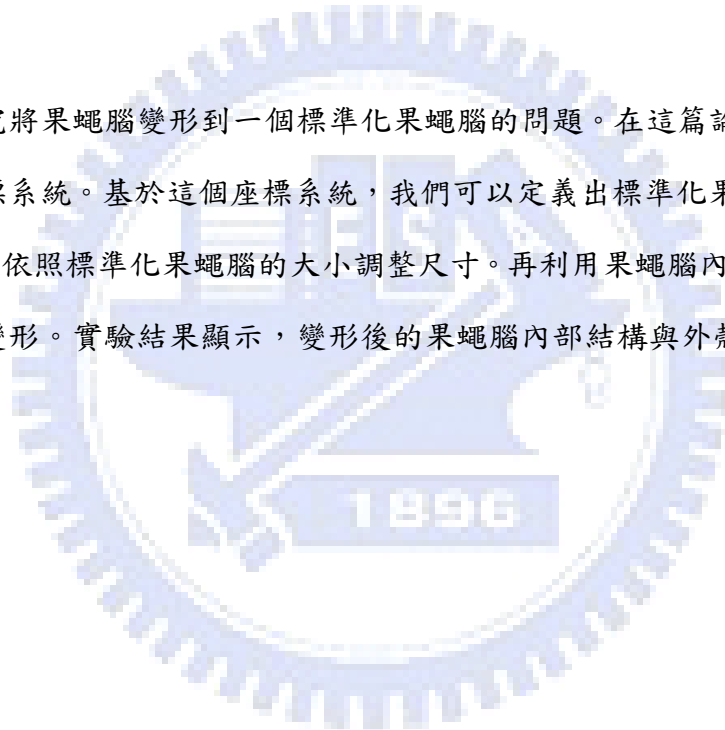 將果蠅腦變形到一個標準化果蠅腦的問題。在這篇論
系統。基於這個座標系統,我們可以定義出標準化果
依照標準化果蠅腦的大小調整尺寸。再利用果蠅腦內
變形。實驗結果顯示,變形後的果蠅腦內部結構與外殼
1896